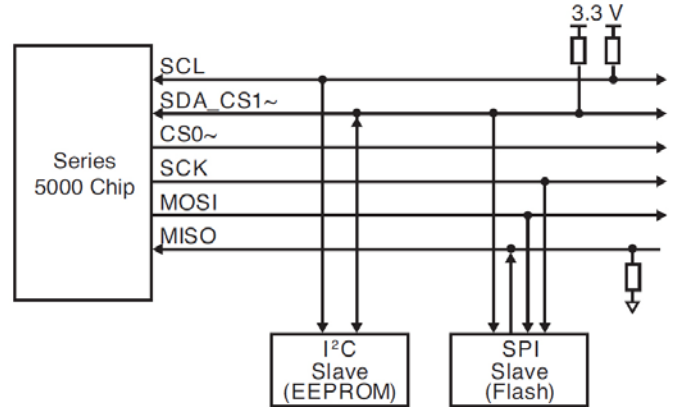 3.3 V
SCL
SDA_CS1~
CS0~
SCK
MOSI
MISO
Series
5000 Chip
I²C
Slave
(EEPROM)
SPI
Slave
(Flash)